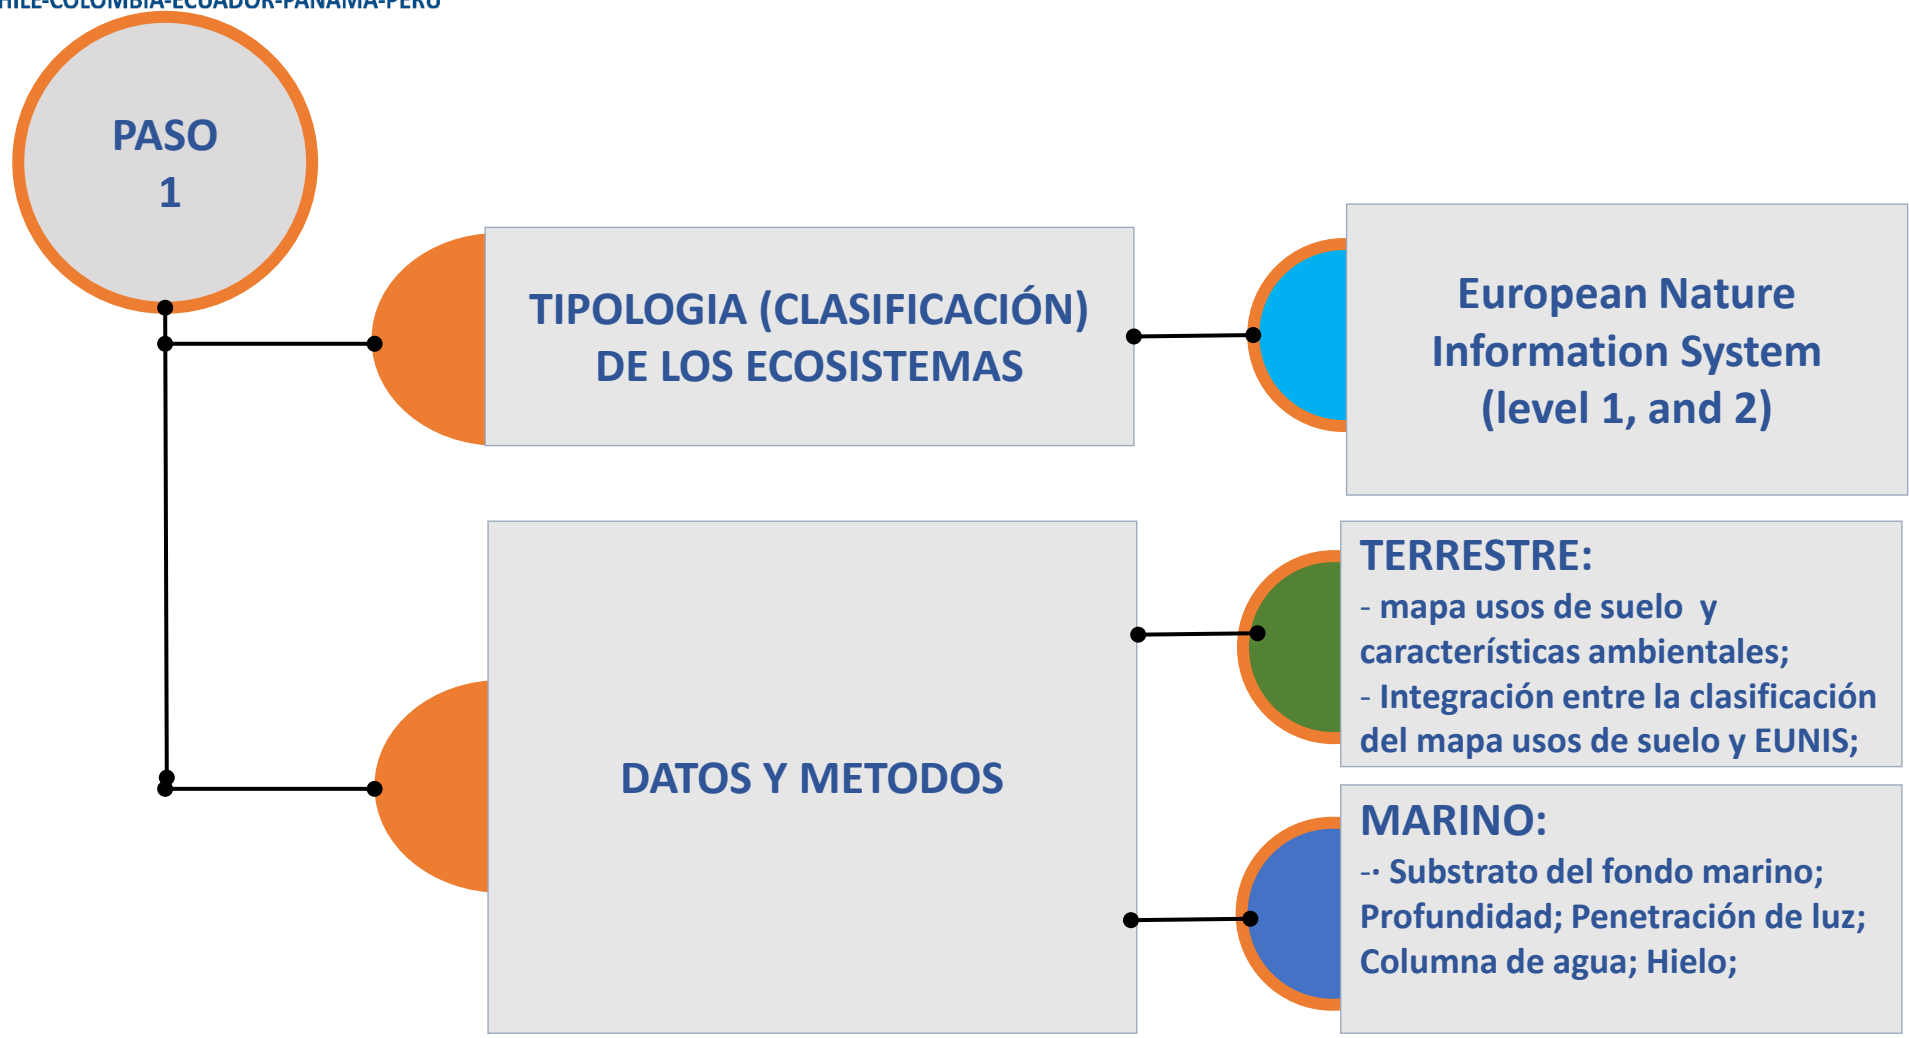 HILE-COLOMBIA-ECUADOR-PANAMA-PERU
PASO
1
TIPOLOGIA (CLASIFICACIÓN)
DE LOS ECOSISTEMAS
European Nature
Information System
(level 1, and 2)
DATOS Y METODOS
TERRESTRE:
- mapa usos de suelo y
características ambientales;
- Integración entre la clasificación
del mapa usos de suelo y EUNIS;
MARINO:
-· Substrato del fondo marino;
Profundidad; Penetración de luz;
Columna de agua; Hielo;